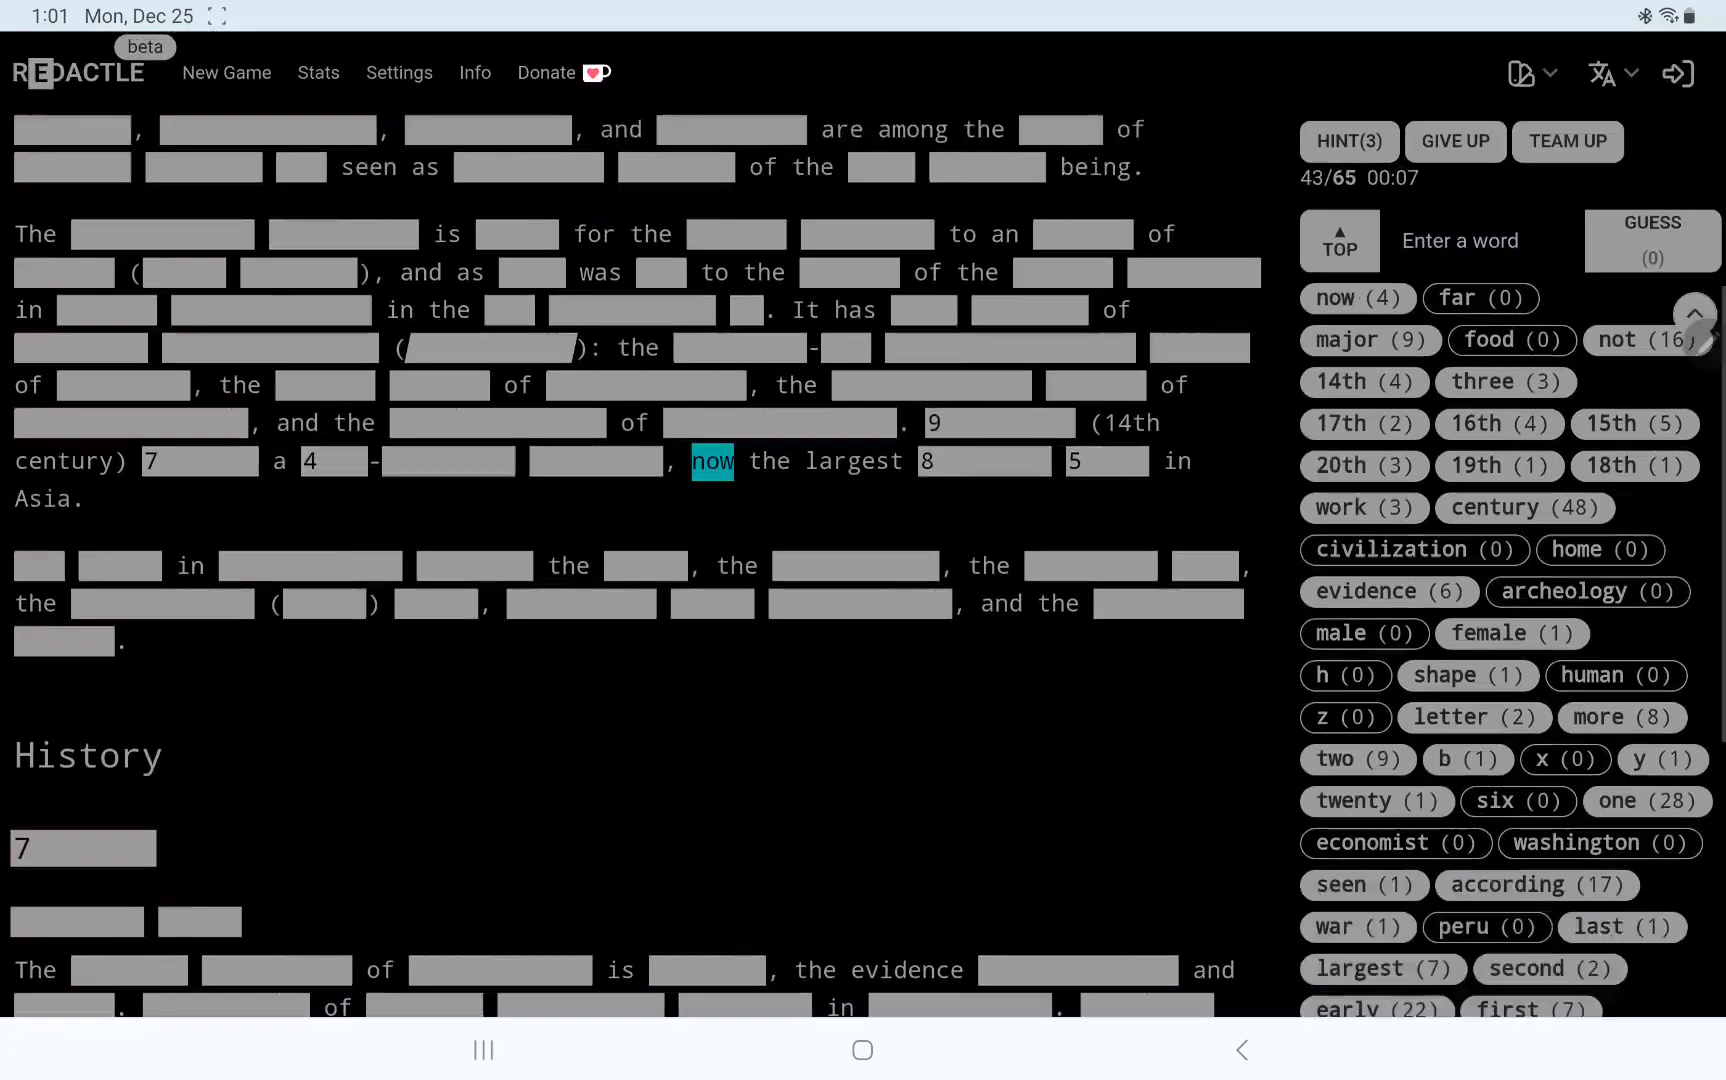 1:01 Mon, Dec 25
beta
REDACTLE New Game Stats Settings Info Donate
, , , and are among the of
seen as of the being.
The is for the to an of
( ), and as was to the of the
in in the . It has of
( ): the -
of , the of , the of
, and the of . 9 (14th
century) 7 a 4 - , now the largest 8 5 in
Asia.
in the , the , the ,
the ( ) , , and the
.
History
7
The of is , the evidence and
. of in .
HINT(3) GIVE UP TEAM UP
43/65 00:07
▲ TOP Enter a word GUESS (0)
now (4) far (0)
major (9) food (0) not (16)
14th (4) three (3)
17th (2) 16th (4) 15th (5)
20th (3) 19th (1) 18th (1)
work (3) century (48)
civilization (0) home (0)
evidence (6) archeology (0)
male (0) female (1)
h (0) shape (1) human (0)
z (0) letter (2) more (8)
two (9) b (1) x (0) y (1)
twenty (1) six (0) one (28)
economist (0) washington (0)
seen (1) according (17)
war (1) peru (0) last (1)
largest (7) second (2)
early (22) first (7)